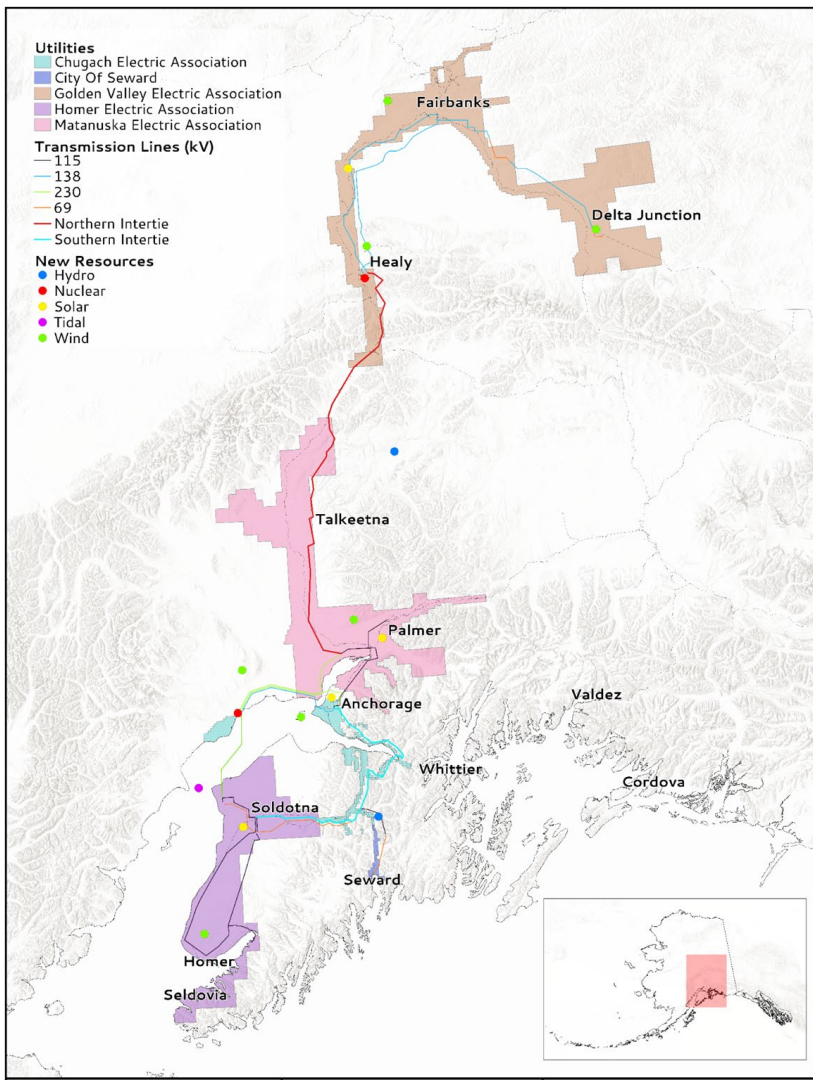 Utilities
Chugach Electric Association
City Of Seward
Golden Valley Electric Association
Homer Electric Association
Matanuska Electric Association
Transmission Lines (kV)
115
138
230
69
Northern Intertie
Southern Intertie
New Resources
Hydro
Nuclear
Solar
Tidal
Wind
Fairbanks
Delta Junction
Healy
Talkeetna
Palmer
Anchorage
Valdez
Whittier
Cordova
Soldotna
Seward
Homer
Seldovia